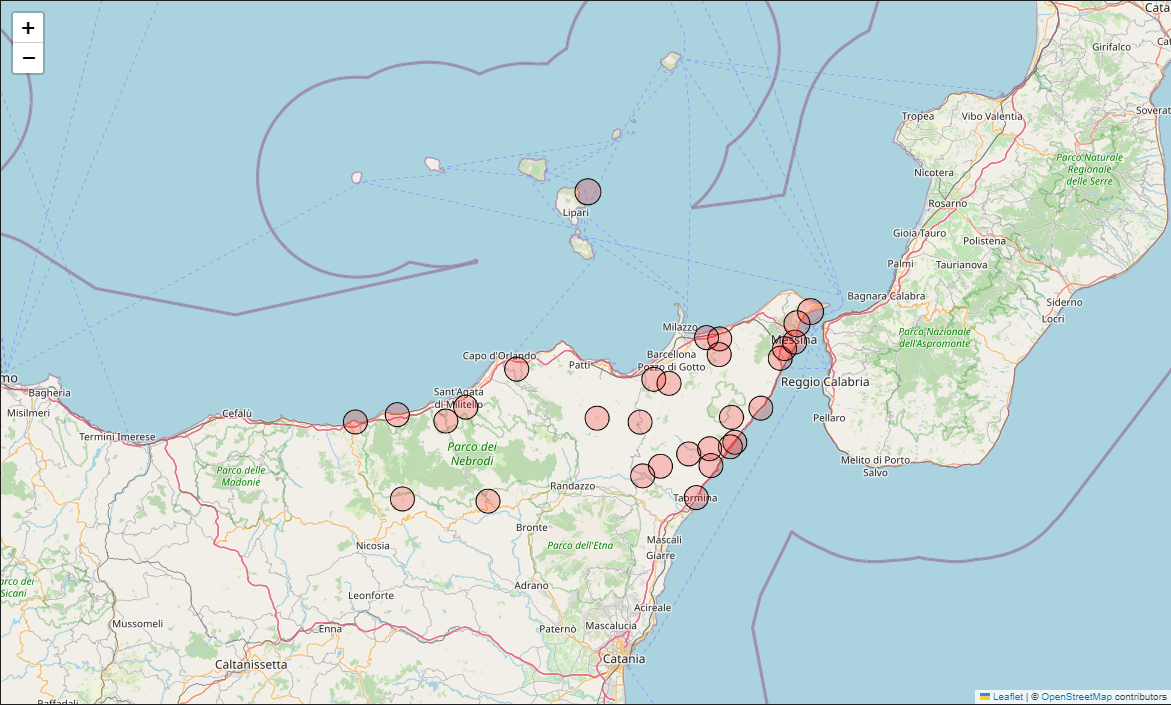 +
−
Cata
Girifalco
Cat
Soverat
Tropea
Vibo Valentia
Parco Naturale
Regionale
delle Serre
Nicotera
Rosarno
Lipari
Gioia Tauro
Polistena
Palmi
Taurianova
Bagnara Calabra
Siderno
Locri
Milazzo
Parco Nazionale
dell'Aspromonte
Messina
Capo d'Orlando
Patti
Barcellona
Pozzo di Gotto
mo
Bagheria
Reggio Calabria
Sant'Agata
di Militello
Misilmeri
Cefalù
Pellaro
Termini Imerese
Parco dei
Nebrodi
Parco delle
Madonie
Melito di Porto
Salvo
Randazzo
Taormina
Bronte
Nicosia
Parco dell'Etna
Mascali
Giarre
arco dei
Sicani
Adrano
Leonforte
Acireale
Mussomeli
Enna
Paternò
Mascalucia
Caltanissetta
Catania
Raffadali
Leaflet | © OpenStreetMap contributors